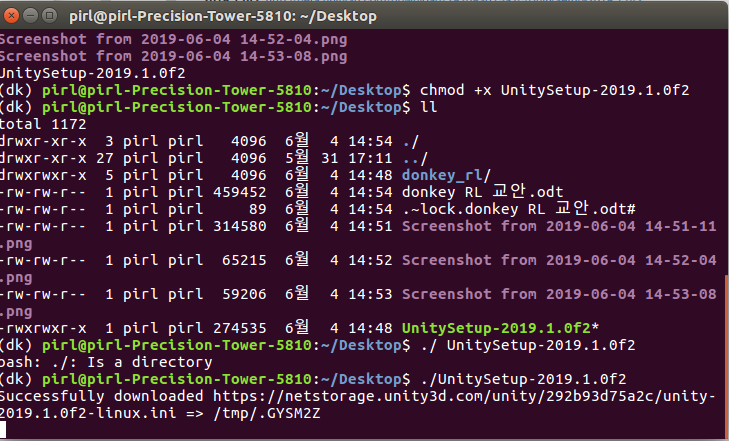 pirl@pirl-Precision-Tower-5810: ~/Desktop
Screenshot from 2019-06-04 14-52-04.png
Screenshot from 2019-06-04 14-53-08.png
UnitySetup-2019.1.0f2
(dk) pirl@pirl-Precision-Tower-5810:~/Desktop$ chmod +x UnitySetup-2019.1.0f2
(dk) pirl@pirl-Precision-Tower-5810:~/Desktop$ ll
total 1172
drwxr-xr-x  3 pirl pirl   4096  6월  4 14:54 ./
drwxr-xr-x 27 pirl pirl   4096  5월 31 17:11 ../
drwxrwxr-x  5 pirl pirl   4096  6월  4 14:48 donkey_rl/
-rw-rw-r--  1 pirl pirl 459452  6월  4 14:54 donkey RL 교안.odt
-rw-rw-r--  1 pirl pirl     89  6월  4 14:54 .~lock.donkey RL 교안.odt#
-rw-rw-r--  1 pirl pirl 314580  6월  4 14:51 Screenshot from 2019-06-04 14-51-11
.png
-rw-rw-r--  1 pirl pirl  65215  6월  4 14:52 Screenshot from 2019-06-04 14-52-04
.png
-rw-rw-r--  1 pirl pirl  59206  6월  4 14:53 Screenshot from 2019-06-04 14-53-08
.png
-rwxrwxr-x  1 pirl pirl 274535  6월  4 14:48 UnitySetup-2019.1.0f2*
(dk) pirl@pirl-Precision-Tower-5810:~/Desktop$ ./ UnitySetup-2019.1.0f2
bash: ./: Is a directory
(dk) pirl@pirl-Precision-Tower-5810:~/Desktop$ ./UnitySetup-2019.1.0f2
Successfully downloaded https://netstorage.unity3d.com/unity/292b93d75a2c/unity-
2019.1.0f2-linux.ini => /tmp/.GYSM2Z